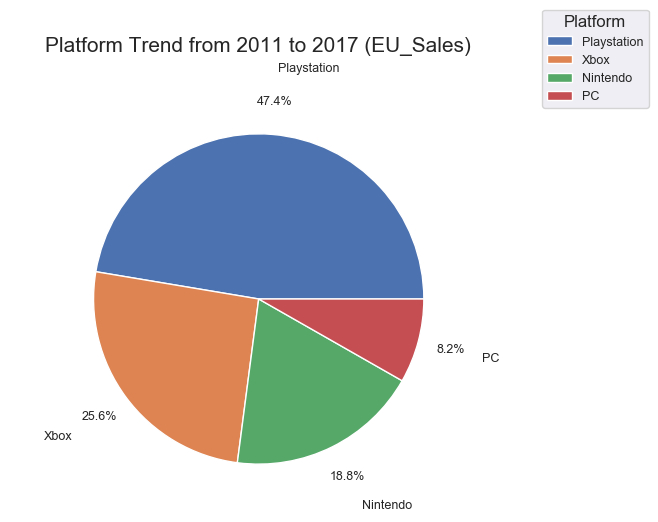 Platform Trend from 2011 to 2017 (EU_Sales)
Platform
Playstation
Xbox
Nintendo
PC
Playstation
47.4%
8.2%
PC
25.6%
Xbox
18.8%
Nintendo